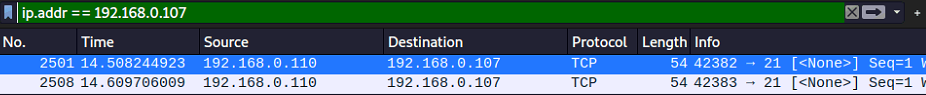 ip.addr == 192.168.0.107
No. Time Source Destination Protocol Length Info
2501 14.508244923 192.168.0.110 192.168.0.107 TCP 54 42382 → 21 [<None>] Seq=1 W
2508 14.609706009 192.168.0.110 192.168.0.107 TCP 54 42383 → 21 [<None>] Seq=1 W